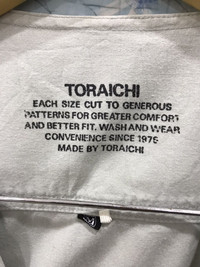 TORAICHI
EACH SIZE CUT TO GENEROUS
PATTERNS FOR GREATER COMFORT
AND BETTER FIT. WASH AND WEAR
CONVENIENCE SINCE 1975
MADE BY TORAICHI